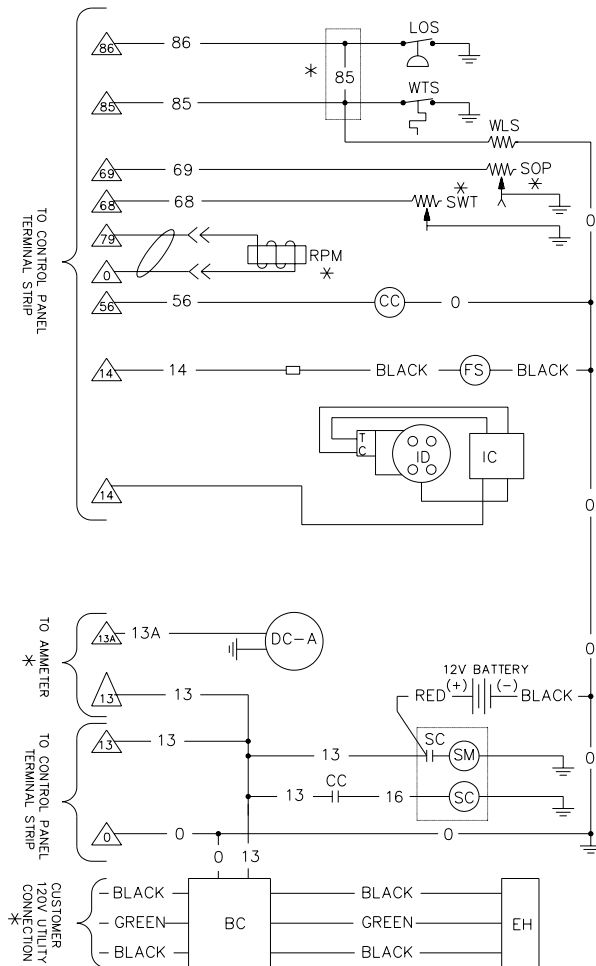 86
86
LOS
*
85
85
85
WTS
WLS
69
69
SOP
*
68
68
SWT
*
79
0
RPM
*
0
56
56
CC
0
14
14
BLACK
FS
BLACK
T
C
ID
IC
14
0
TO CONTROL PANEL
TERMINAL STRIP
13A
13A
DC-A
TO AMMETER
*
13
13
0
12V BATTERY
RED
(+)
(-)
BLACK
13
13
13
SC
SM
0
13
CC
16
SC
0
0
0
TO CONTROL PANEL
TERMINAL STRIP
0
13
BLACK
BLACK
GREEN
BC
GREEN
EH
BLACK
BLACK
CUSTOMER
120V UTILITY
CONNECTION
*